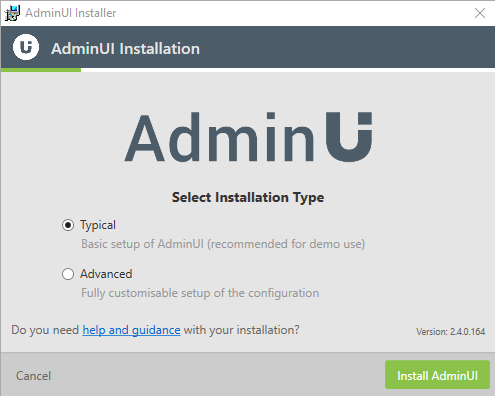 AdminUI Installer
AdminUI Installation
AdminUI
Select Installation Type
Typical
Basic setup of AdminUI (recommended for demo use)
Advanced
Fully customisable setup of the configuration
Do you need help and guidance with your installation?
Version: 2.4.0.164
Cancel
Install AdminUI